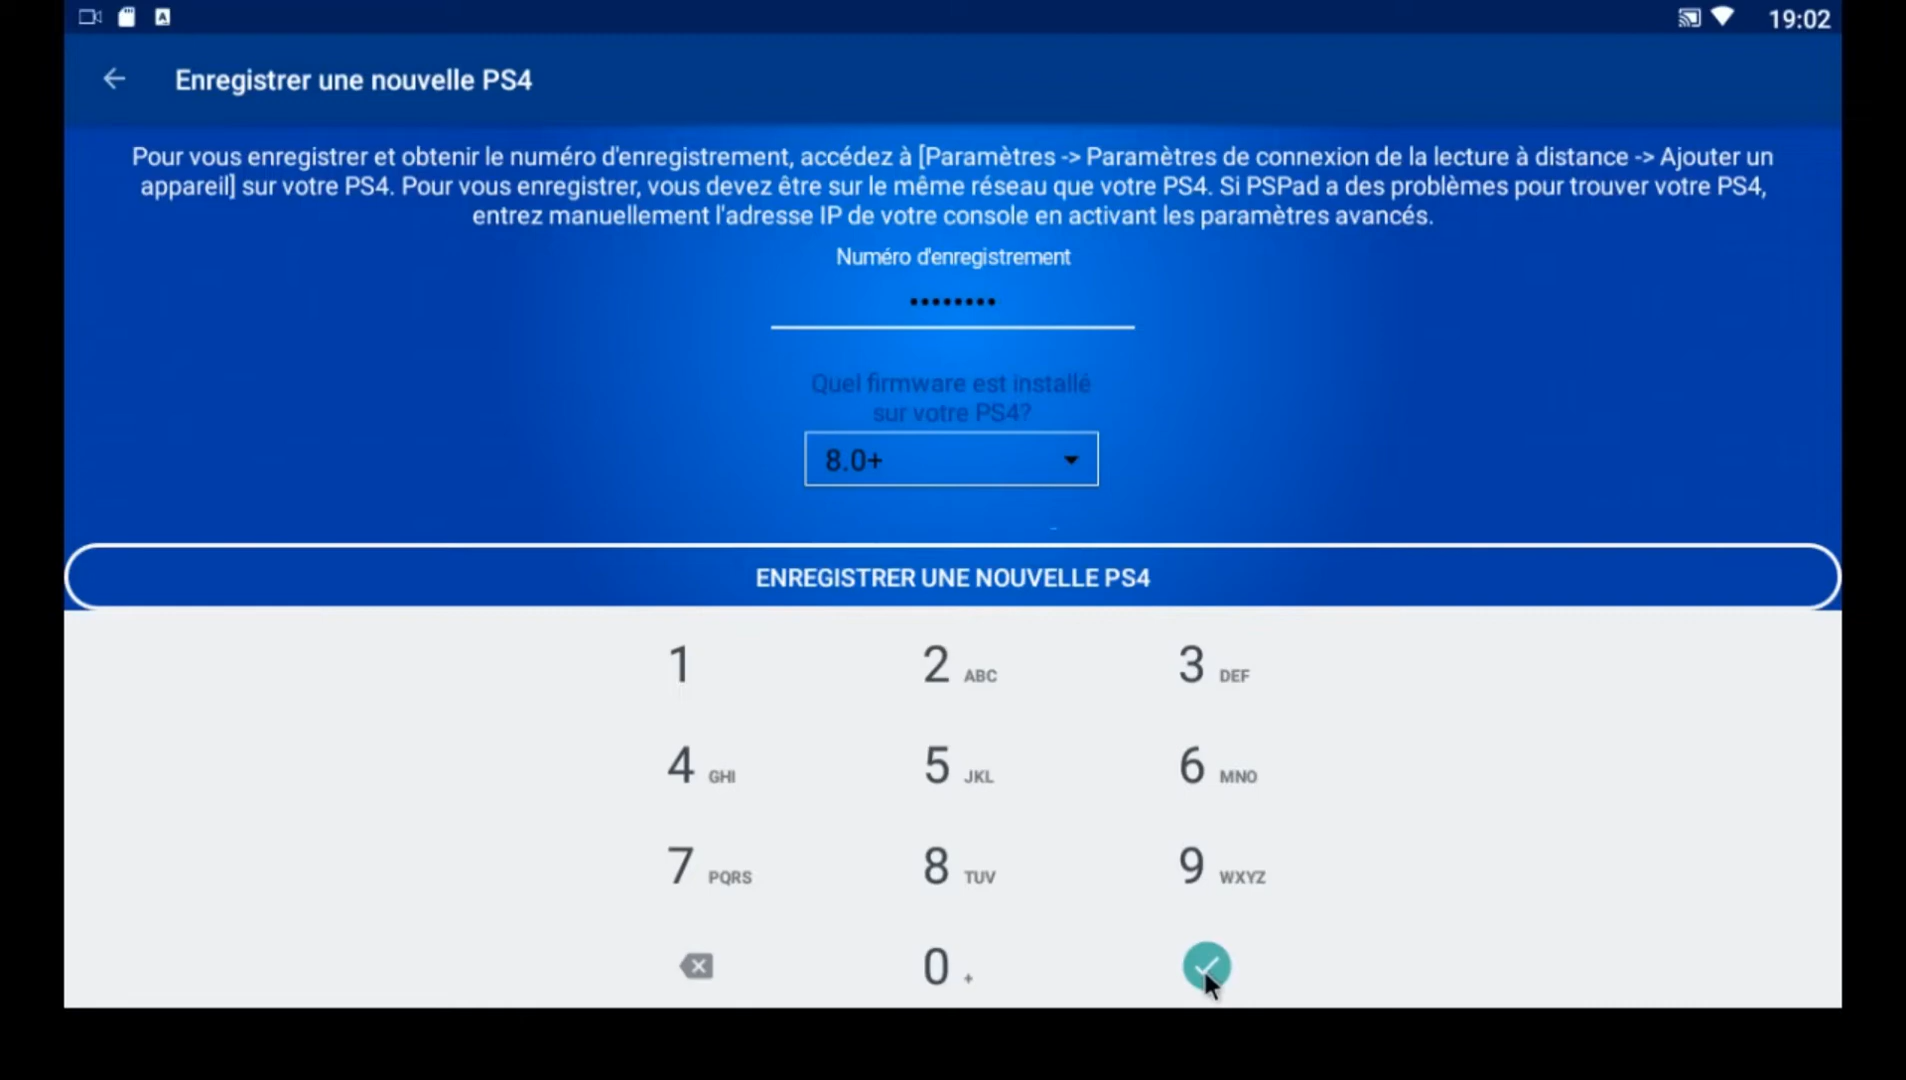 19:02
Enregistrer une nouvelle PS4
Pour vous enregistrer et obtenir le numéro d'enregistrement, accédez à [Paramètres -> Paramètres de connexion de la lecture à distance -> Ajouter un
appareil] sur votre PS4. Pour vous enregistrer, vous devez être sur le même réseau que votre PS4. Si PSPad a des problèmes pour trouver votre PS4,
entrez manuellement l'adresse IP de votre console en activant les paramètres avancés.
Numéro d'enregistrement
••••••••
Quel firmware est installé
sur votre PS4?
8.0+
ENREGISTRER UNE NOUVELLE PS4
1 2 ABC 3 DEF
4 GHI 5 JKL 6 MNO
7 PQRS 8 TUV 9 WXYZ
0 +